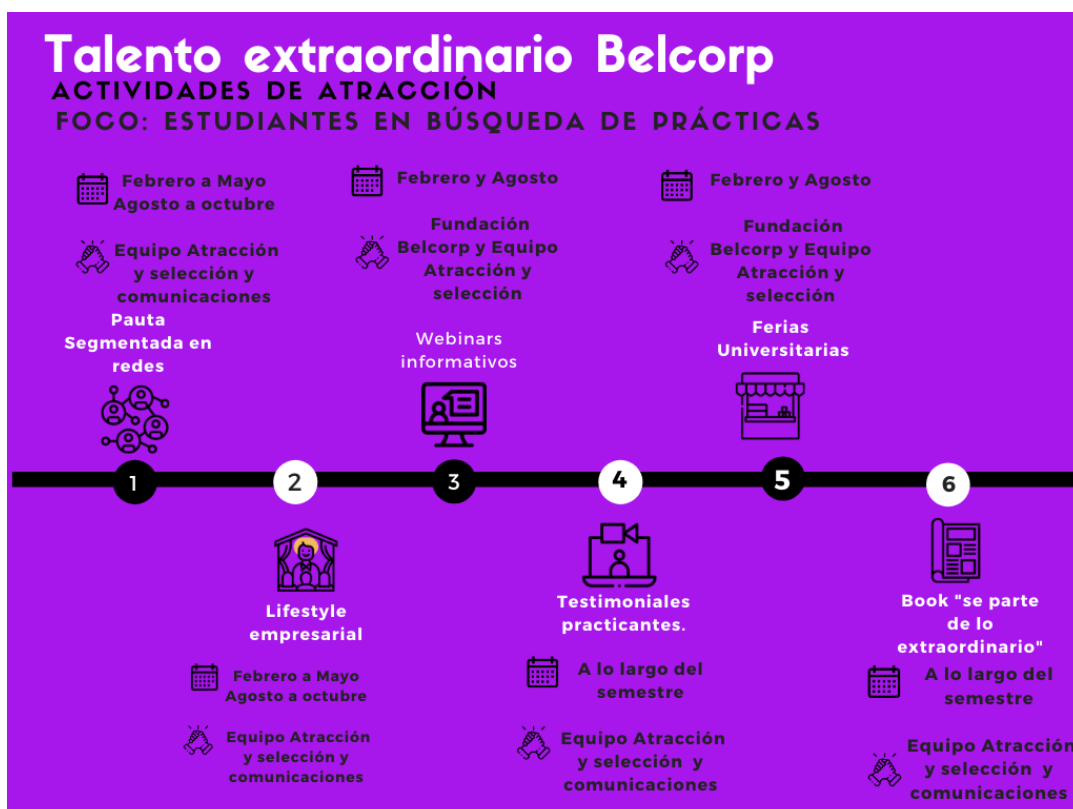 Talento extraordinario Belcorp
ACTIVIDADES DE ATRACCIÓN
FOCO: ESTUDIANTES EN BÚSQUEDA DE PRÁCTICAS
Febrero a Mayo
Agosto a octubre
Equipo Atracción
y selección y
comunicaciones
Pauta
Segmentada en
redes
Febrero y Agosto
Fundación
Belcorp y Equipo
Atracción y
selección
Webinars
informativos
Febrero y Agosto
Fundación
Belcorp y Equipo
Atracción y
selección
Ferias
Universitarias
1
2
3
4
5
6
Lifestyle
empresarial
Febrero a Mayo
Agosto a octubre
Equipo Atracción
y selección y
comunicaciones
Testimoniales
practicantes.
A lo largo del
semestre
Equipo Atracción
y selección y
comunicaciones
Book "se parte
de lo
extraordinario"
A lo largo del
semestre
Equipo Atracción
y selección y
comunicaciones